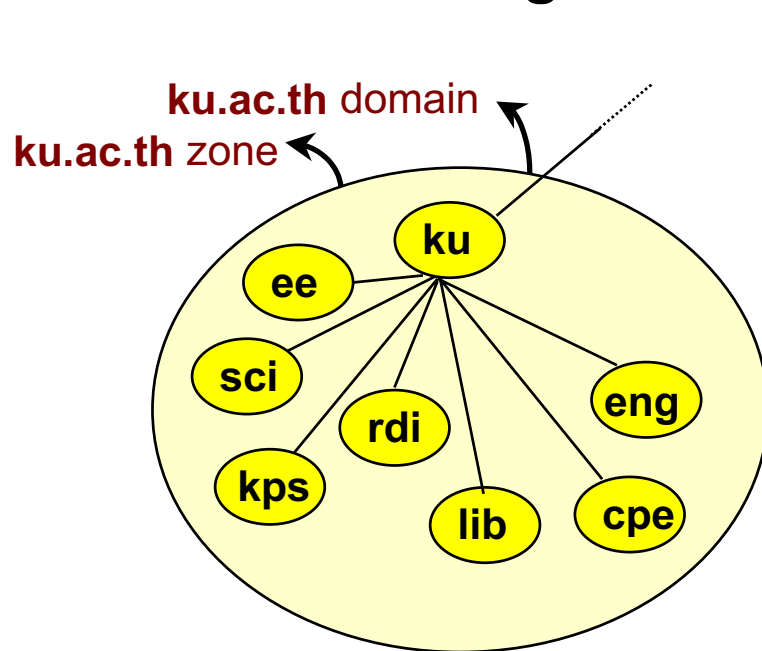 ku.ac.th domain
ku.ac.th zone
ku
ee
sci
eng
rdi
kps
lib
cpe